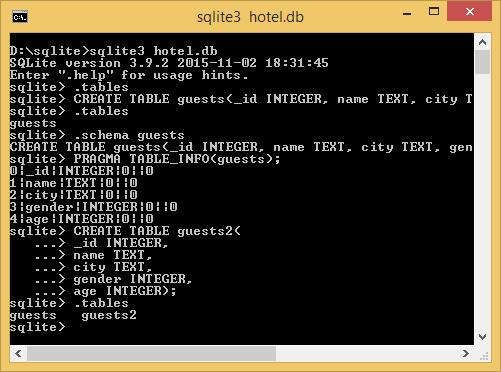 sqlite3 hotel.db
D:\sqlite>sqlite3 hotel.db
SQLite version 3.9.2 2015-11-02 18:31:45
Enter ".help" for usage hints.
sqlite> .tables
sqlite> CREATE TABLE guests(_id INTEGER, name TEXT, city T
sqlite> .tables
guests
sqlite> .schema guests
CREATE TABLE guests(_id INTEGER, name TEXT, city TEXT, gen
sqlite> PRAGMA TABLE_INFO(guests);
0|_id|INTEGER|0||0
1|name|TEXT|0||0
2|city|TEXT|0||0
3|gender|INTEGER|0||0
4|age|INTEGER|0||0
sqlite> CREATE TABLE guests2(
   ...> _id INTEGER,
   ...> name TEXT,
   ...> city TEXT,
   ...> gender INTEGER,
   ...> age INTEGER);
sqlite> .tables
guests   guests2
sqlite>